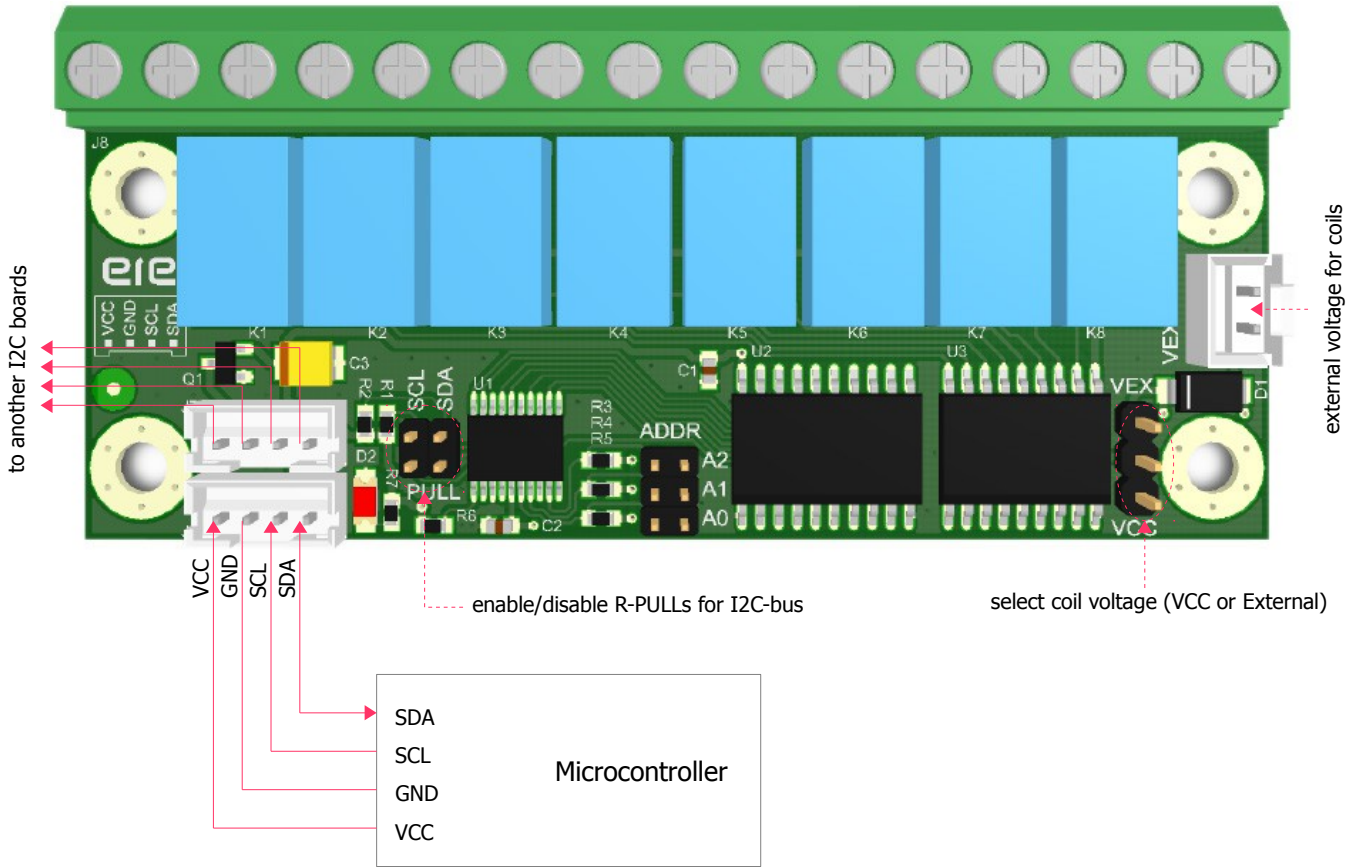 J8
VCC
GND
SCL
SDA
K1
K2
K3
K4
K5
K6
K7
K8
VEX
external voltage for coils
to another I2C boards
Q1
C3
R2
R1
SCL
SDA
U1
C1
U2
U3
VEX
D1
R3
R4
R5
ADDR
A2
A1
A0
D2
R7
PULL
R6
C2
VCC
VCC
GND
SCL
SDA
enable/disable R-PULLs for I2C-bus
select coil voltage (VCC or External)
SDA
SCL
GND
VCC
Microcontroller